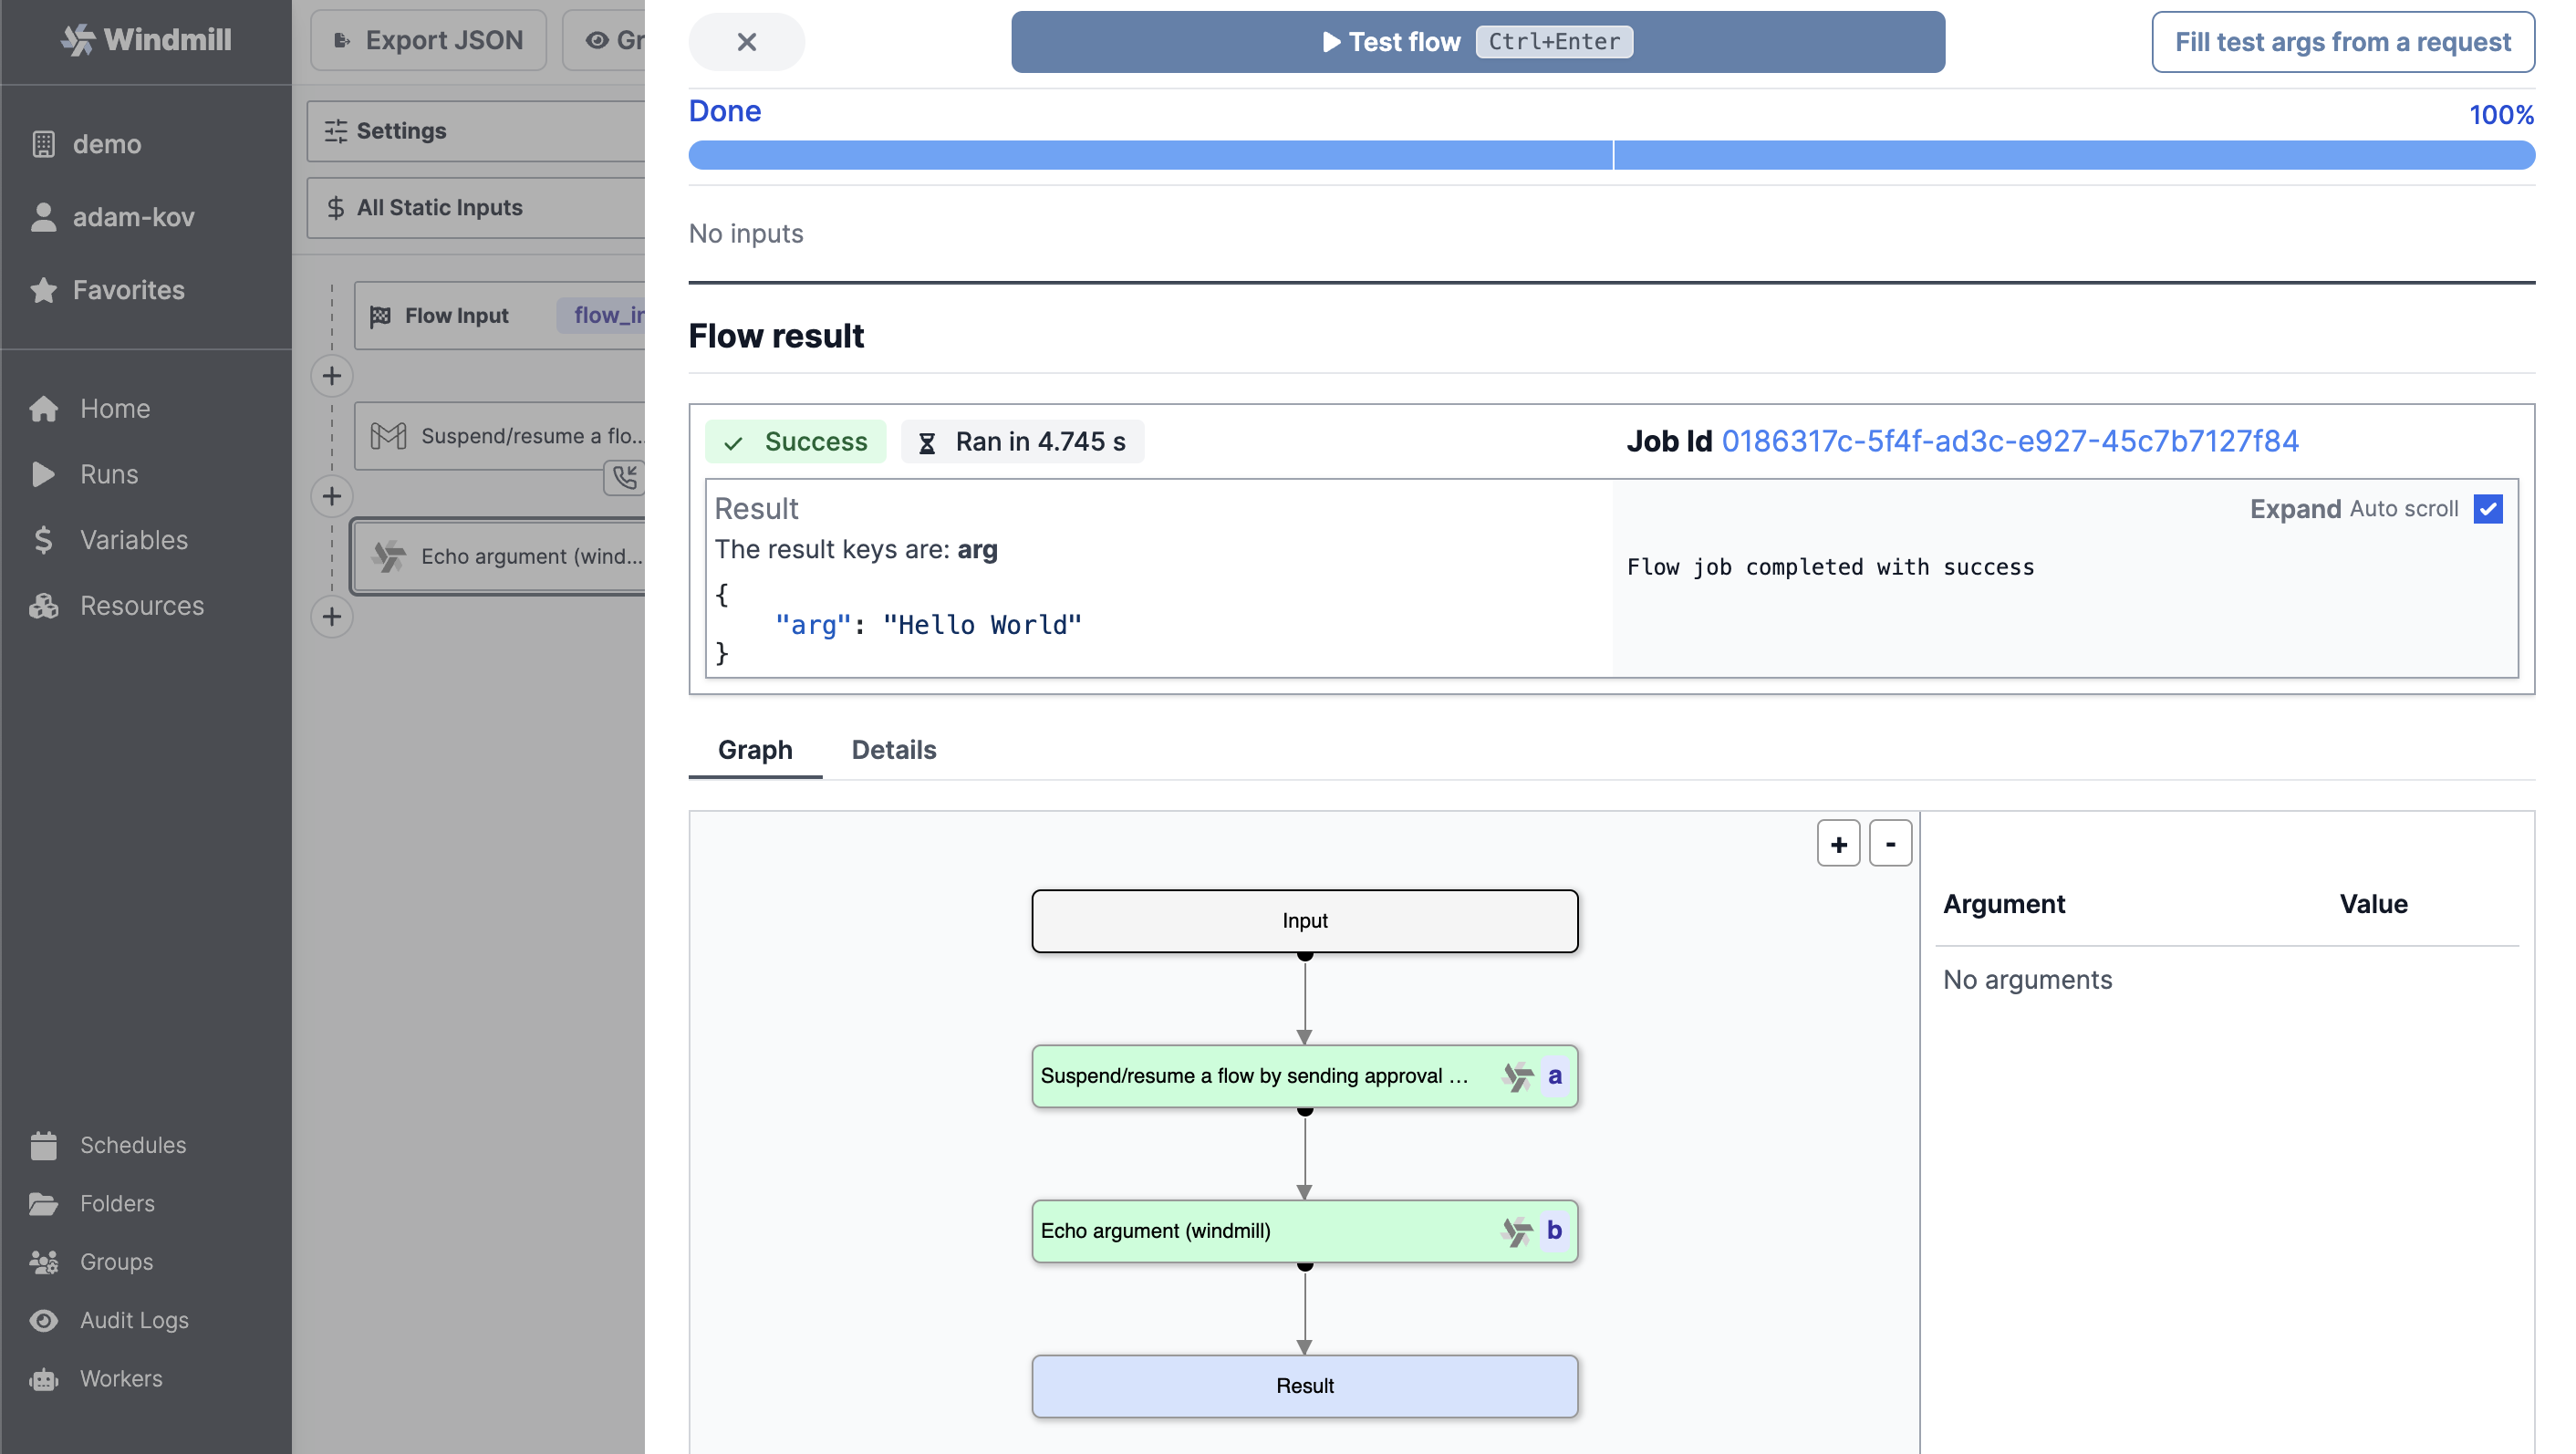 Windmill
demo
adam-kov
Favorites
Home
Runs
Variables
Resources
Schedules
Folders
Groups
Audit Logs
Workers
Export JSON
Gr
Settings
All Static Inputs
Flow Input flow_in
Suspend/resume a flo...
Echo argument (wind...
Test flow Ctrl+Enter
Fill test args from a request
Done
100%
No inputs
Flow result
Success
Ran in 4.745 s
Job Id 0186317c-5f4f-ad3c-e927-45c7b7127f84
Result
The result keys are: arg
{
"arg": "Hello World"
}
Expand Auto scroll
Flow job completed with success
Graph
Details
+ -
Input
Suspend/resume a flow by sending approval ... a
Echo argument (windmill) b
Result
Argument Value
No arguments